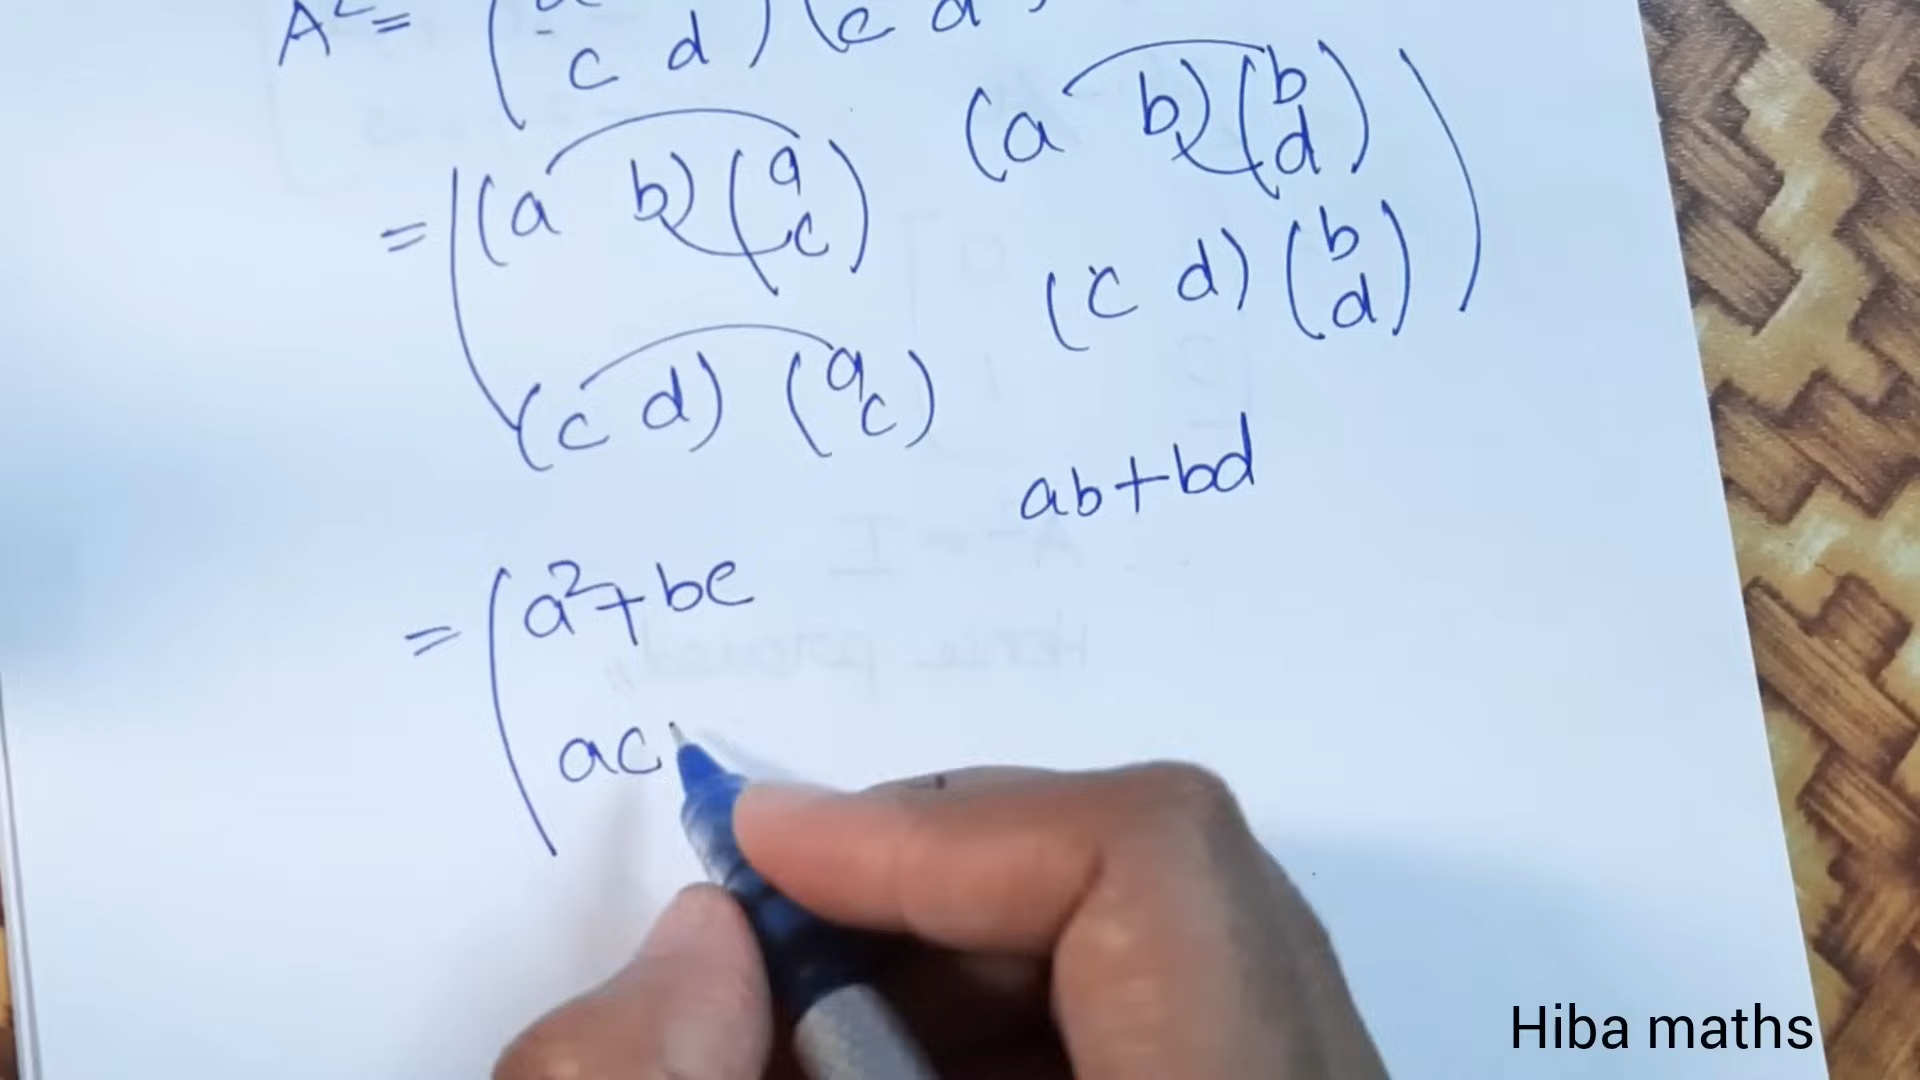 A² = ( c d ) ( c d
= ( (a b) ( a c ) (a b) ( b d )
(c d) ( a c ) (c d) ( b d ) )
= ( a²+bc ab+bd
ac
Hiba maths